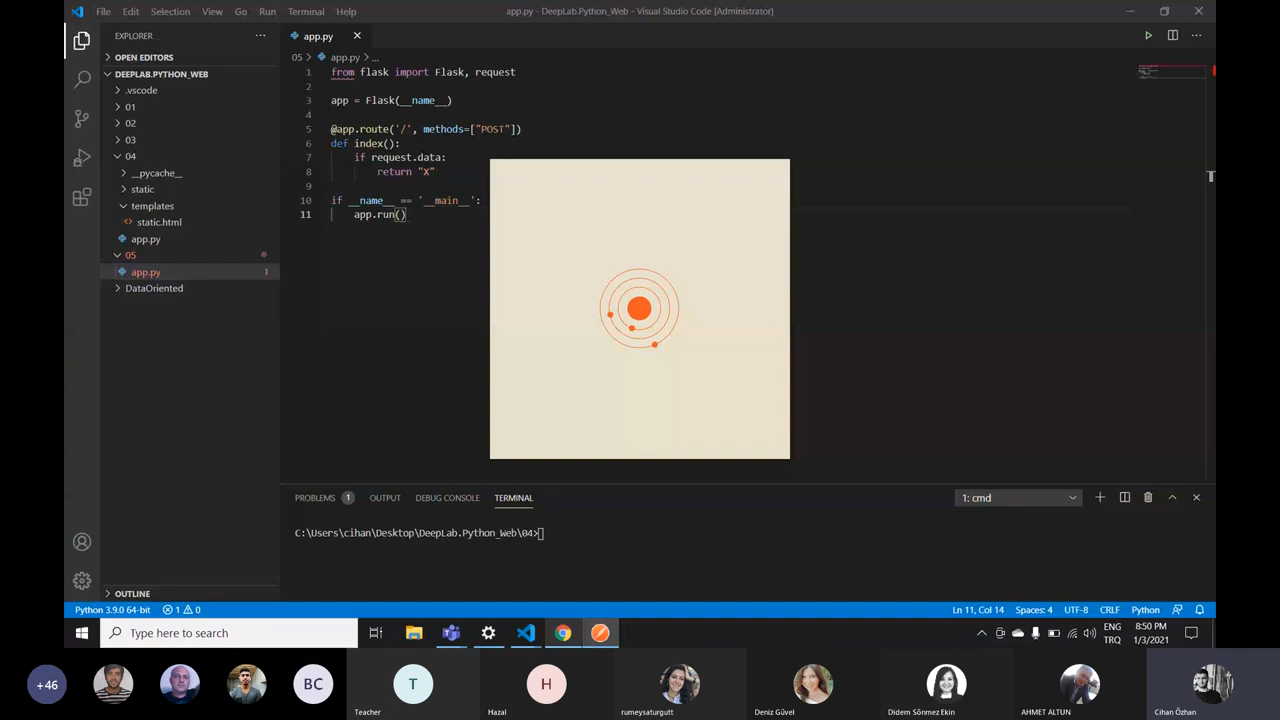 File Edit Selection View Go Run Terminal Help
app.py - DeepLab.Python_Web - Visual Studio Code [Administrator]
EXPLORER
OPEN EDITORS
DEEPLAB.PYTHON_WEB
.vscode
01
02
03
04
__pycache__
static
templates
static.html
app.py
05
app.py 1
DataOriented
OUTLINE
app.py
05 > app.py > ...
1 from flask import Flask, request
2
3 app = Flask(__name__)
4
5 @app.route('/', methods=["POST"])
6 def index():
7 if request.data:
8 return "X"
9
10 if __name__ == '__main__':
11 app.run()
PROBLEMS 1 OUTPUT DEBUG CONSOLE TERMINAL
1: cmd
C:\Users\cihan\Desktop\DeepLab.Python_Web\04>
Python 3.9.0 64-bit 1 0
Ln 11, Col 14 Spaces: 4 UTF-8 CRLF Python
Type here to search
ENG
TRQ
8:50 PM
1/3/2021
+46
BC
T
H
Teacher
Hazal
rumeysaturgutt
Deniz Güvel
Didem Sönmez Ekin
AHMET ALTUN
Cihan Özhan